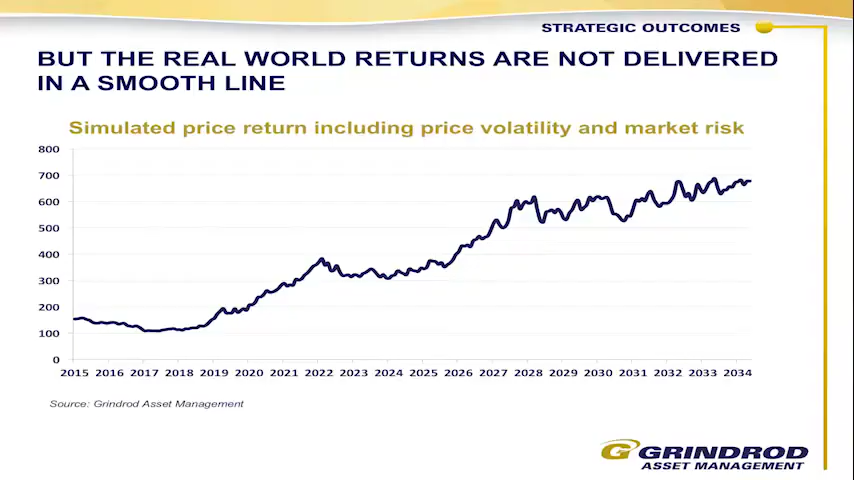 STRATEGIC OUTCOMES
BUT THE REAL WORLD RETURNS ARE NOT DELIVERED
IN A SMOOTH LINE
Simulated price return including price volatility and market risk
800
700
600
500
400
300
200
100
0
2015 2016 2017 2018 2019 2020 2021 2022 2023 2024 2025 2026 2027 2028 2029 2030 2031 2032 2033 2034
Source: Grindrod Asset Management
GRINDROD
ASSET MANAGEMENT